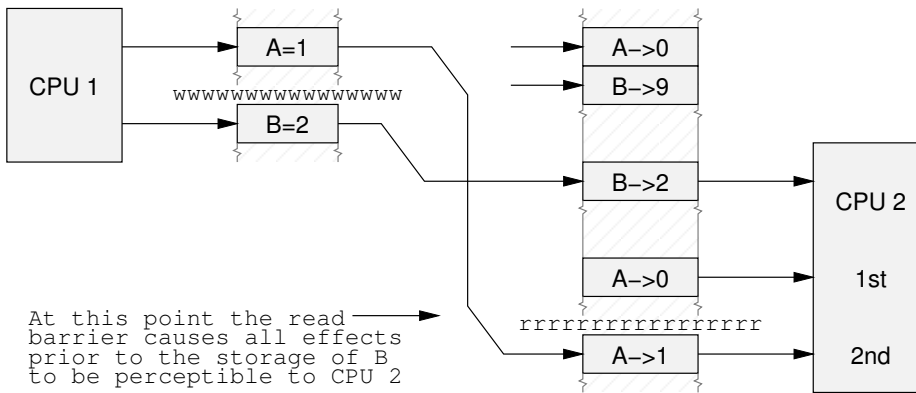 CPU 1
A=1
wwwwwwwwwwwwwwww
B=2
A->0
B->9
B->2
A->0
rrrrrrrrrrrrrrrrr
A->1
CPU 2
1st
2nd
At this point the read
barrier causes all effects
prior to the storage of B
to be perceptible to CPU 2